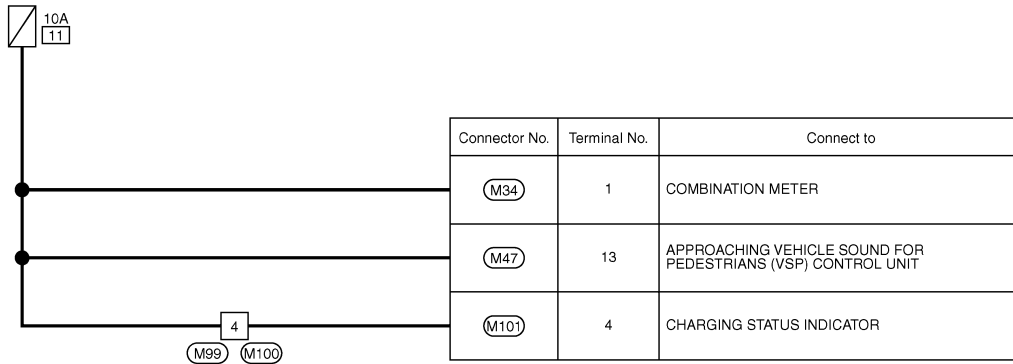 10A
11
Connector No. Terminal No. Connect to
M34 1 COMBINATION METER
M47 13 APPROACHING VEHICLE SOUND FOR
PEDESTRIANS (VSP) CONTROL UNIT
4 M101 4 CHARGING STATUS INDICATOR
M99 M100